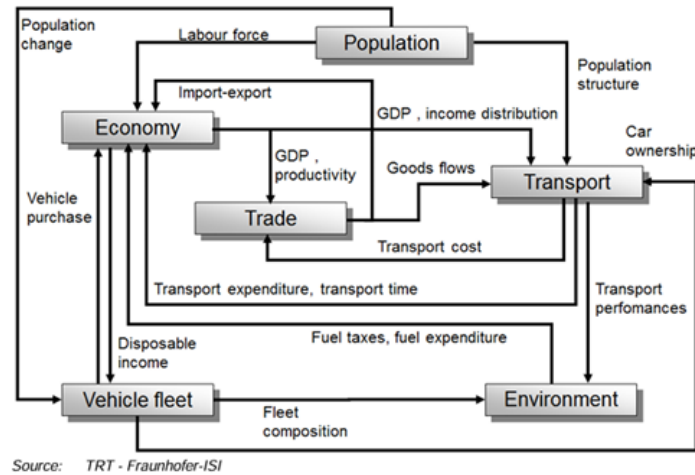 Population
change
Labour force
Population
Population
structure
Import-export
Economy
GDP , income distribution
Car
ownership
GDP ,
productivity
Goods flows
Transport
Vehicle
purchase
Trade
Transport cost
Transport expenditure, transport time
Transport
perfomances
Disposable
income
Fuel taxes, fuel expenditure
Vehicle fleet
Environment
Fleet
composition
Source: TRT - Fraunhofer-ISI